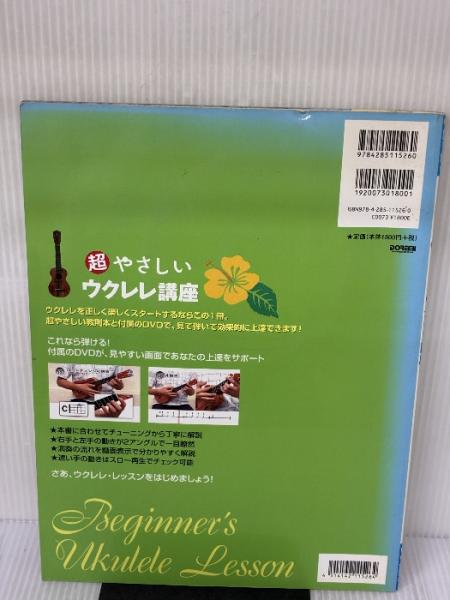 9784285115260
1920073018001
ISBN978-4-285-11526-0
C0073 ¥1800E
★定価(本体1800円+税)
DOREMI
超やさしい
ウクレレ講座
ウクレレを正しく楽しくスタートするならこの1冊。
超やさしい教則本と付属のDVDで、見て弾いて効果的に上達できます!
これなら弾ける!
付属のDVDが、見やすい画面であなたの上達をサポート
C
★本書に合わせてチューニングから丁寧に解説
★右手と左手の動きが2アングルで一目瞭然
★演奏の流れを譜面表示で分かりやすく解説
★速い手の動きはスロー再生でチェック可能
さあ、ウクレレ・レッスンをはじめましょう!
Beginner's
Ukulele Lesson